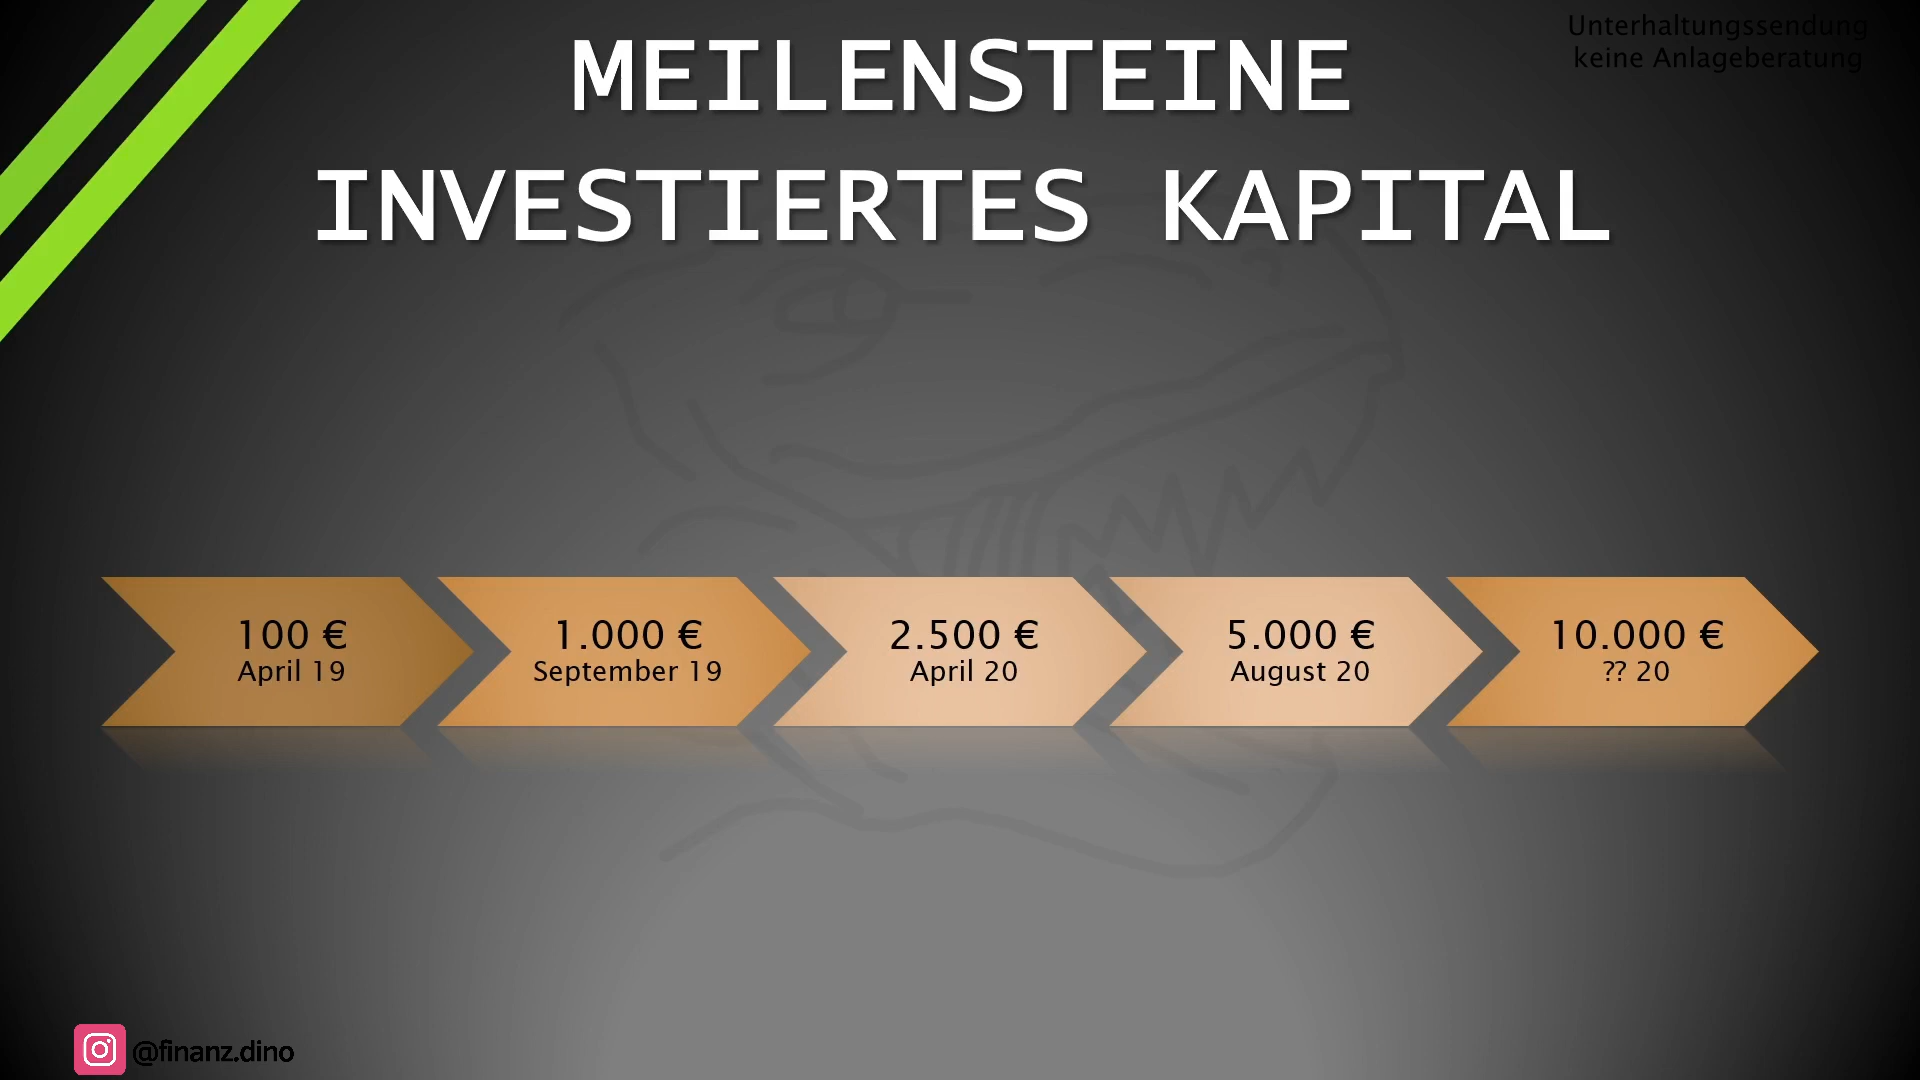 Unterhaltungssendung
keine Anlageberatung
MEILENSTEINE
INVESTIERTES KAPITAL
100 €
April 19
1.000 €
September 19
2.500 €
April 20
5.000 €
August 20
10.000 €
?? 20
@finanz.dino